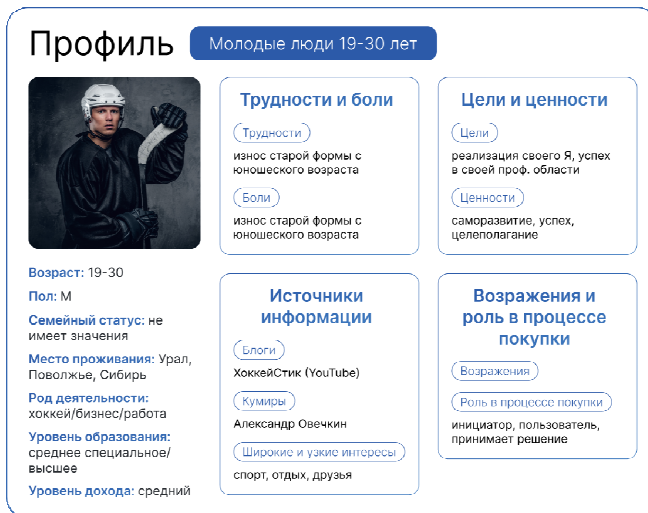 Профиль
Молодые люди 19-30 лет
Возраст: 19-30
Пол: М
Семейный статус: не
имеет значения
Место проживания: Урал,
Поволжье, Сибирь
Род деятельности:
хоккей/бизнес/работа
Уровень образования:
среднее специальное/
высшее
Уровень дохода: средний
Трудности и боли
Трудности
износ старой формы с
юношеского возраста
Боли
износ старой формы с
юношеского возраста
Цели и ценности
Цели
реализация своего Я, успех
в своей проф. области
Ценности
саморазвитие, успех,
целеполагание
Источники
информации
Блоги
ХоккейСтик (YouTube)
Кумиры
Александр Овечкин
Широкие и узкие интересы
спорт, отдых, друзья
Возражения и
роль в процессе
покупки
Возражения
Роль в процессе покупки
инициатор, пользователь,
принимает решение